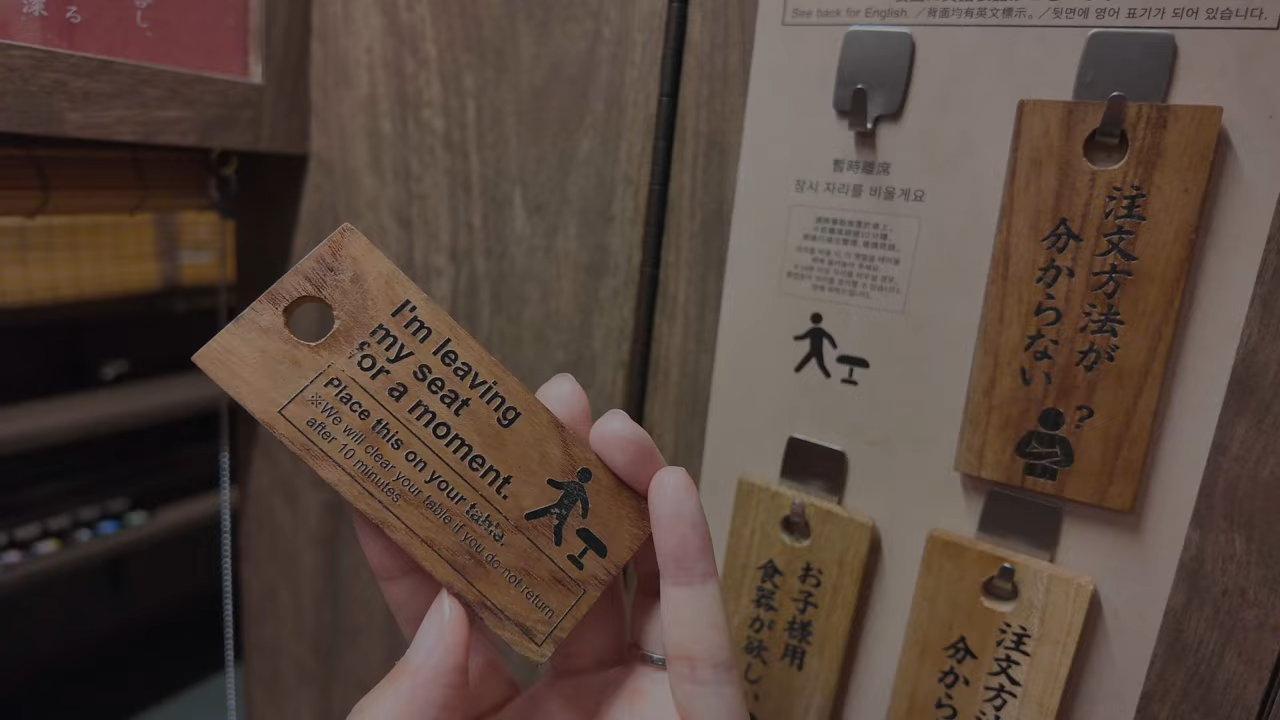 深
る
See back for English. ／背面均有英文標示。／뒷면에 영어 표기가 되어 있습니다.
暫時離席
잠시 자리를 비울게요
I'm leaving
my seat
for a moment.
Place this on your table.
※We will clear your table if you do not return
after 10 minutes.
注文方法が
分からない
?
お子様用
食器が欲しい
注文方法
分から